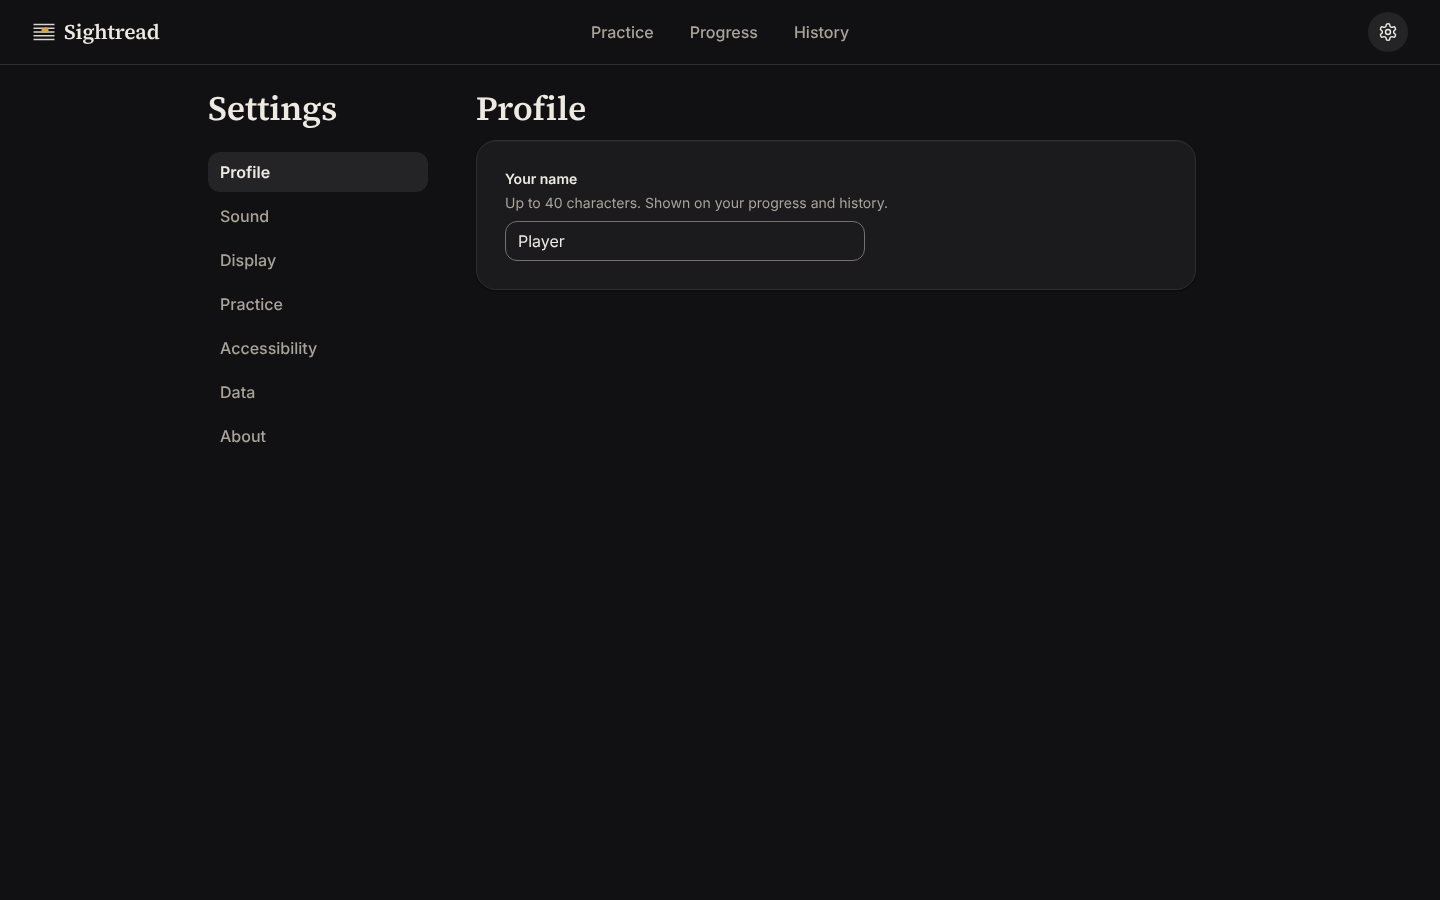 Sightread
Practice
Progress
History
Settings
Profile
Sound
Display
Practice
Accessibility
Data
About
Profile
Your name
Up to 40 characters. Shown on your progress and history.
Player